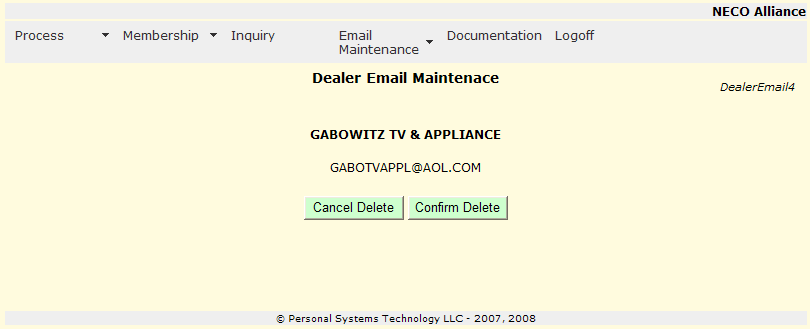 NECO Alliance
Process Membership Inquiry Email Maintenance Documentation Logoff
Dealer Email Maintenace
DealerEmail4
GABOWITZ TV & APPLIANCE
GABOTVAPPL@AOL.COM
Cancel Delete Confirm Delete
© Personal Systems Technology LLC - 2007, 2008